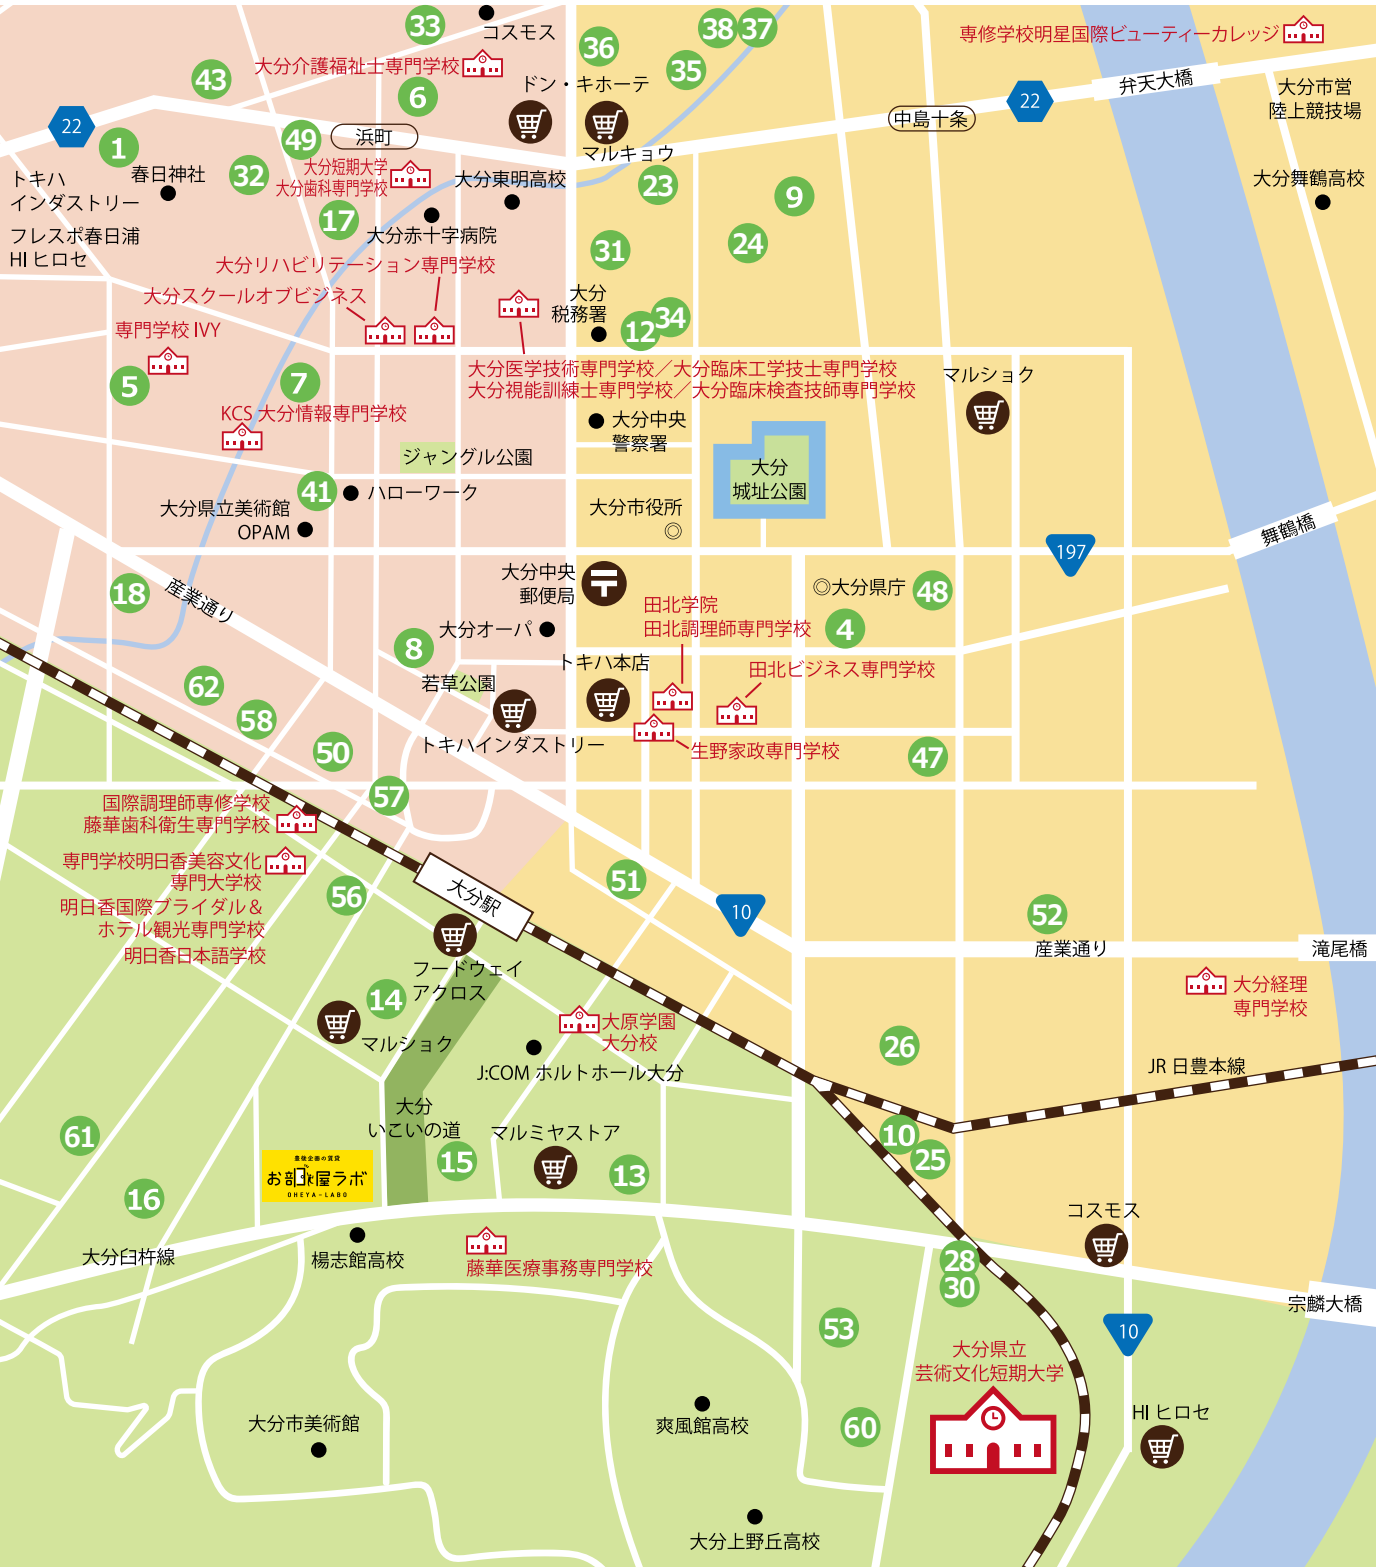 33
コスモス
38
37
36
専修学校明星国際ビューティーカレッジ
大分介護福祉士専門学校
43
6
35
ドン・キホーテ
弁天大橋
大分市営
陸上競技場
22
22
中島十条
1
49
浜町
マルキョウ
大分短期大学
大分歯科専門学校
32
春日神社
トキハ
インダストリー
フレスポ春日浦
HI ヒロセ
大分東明高校
23
9
大分舞鶴高校
17
大分赤十字病院
31
24
大分リハビリテーション専門学校
大分スクールオブビジネス
大分
税務署
12
34
専門学校 IVY
5
7
大分医学技術専門学校／大分臨床工学技士専門学校
大分視能訓練士専門学校／大分臨床検査技師専門学校
マルショク
KCS 大分情報専門学校
大分中央
警察署
ジャングル公園
大分
城址公園
41
ハローワーク
大分県立美術館
OPAM
大分市役所
◎
舞鶴橋
197
18
産業通り
大分中央
郵便局
◎大分県庁
48
田北学院
田北調理師専門学校
4
大分オーパ
8
トキハ本店
田北ビジネス専門学校
若草公園
62
58
トキハインダストリー
生野家政専門学校
50
47
57
国際調理師専修学校
藤華歯科衛生専門学校
専門学校明日香美容文化
専門大学校
明日香国際ブライダル＆
ホテル観光専門学校
明日香日本語学校
56
大分駅
51
10
52
産業通り
滝尾橋
フードウェイ
アクロス
14
大分経理
専門学校
マルショク
大原学園
大分校
26
J:COM ホルトホール大分
JR 日豊本線
大分
いこいの道
マルミヤストア
61
10
25
15
13
豊後企画の賃貸
お部屋ラボ
OHEYA-LABO
16
コスモス
大分臼杵線
楊志館高校
藤華医療事務専門学校
28
30
宗麟大橋
53
10
大分県立
芸術文化短期大学
大分市美術館
爽風館高校
60
HI ヒロセ
大分上野丘高校